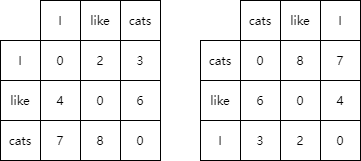 I like cats
I 0 2 3
like 4 0 6
cats 7 8 0
cats like I
cats 0 8 7
like 6 0 4
I 3 2 0